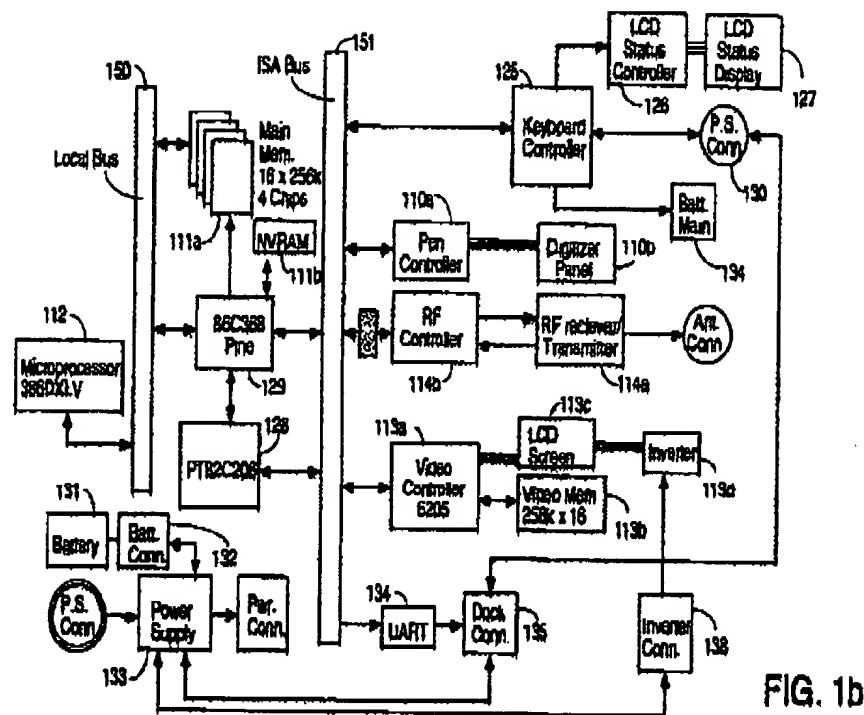 150
Local Bus
151
ISA Bus
Main
Mem.
16 x 256k
4 Chips
111a
NVRAM
111b
112
Microprocessor
386DXLV
86C368
Pine
129
128
PT82C206
131
Battery
Batt.
Conn.
132
P.S.
Conn.
Power
Supply
133
Par.
Conn.
125
Keyboard
Controller
LCD
Status
Controller
126
LCD
Status
Display
127
P.S.
Conn.
130
Batt.
Main
134
110a
Pen
Controller
Digitizer
Panel
110b
RF
Controller
114b
RF reciever/
Transmitter
114a
Ant.
Conn
113a
Video
Controller
6205
113c
LCD
Screen
Inverter
113d
Video Mem
256k x 16
113b
134
UART
Dock
Conn.
135
Inverter
Conn.
138
FIG. 1b